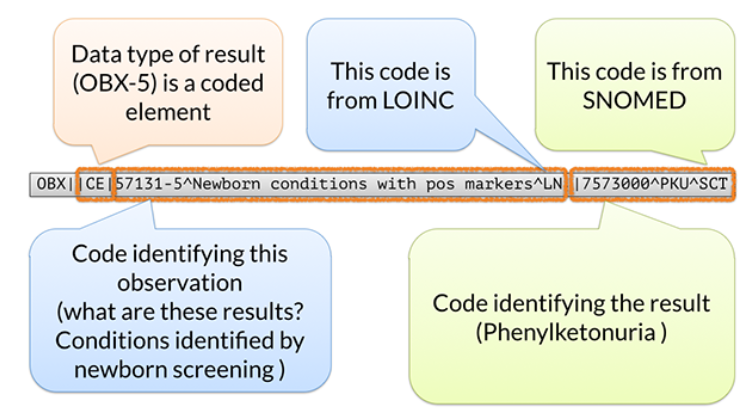 Data type of result
(OBX-5) is a coded
element
This code is
from LOINC
This code is from
SNOMED
OBX||CE|57131-5^Newborn conditions with pos markers^LN||7573000^PKU^SCT
Code identifying this
observation
(what are these results?
Conditions identified by
newborn screening )
Code identifying the result
(Phenylketonuria )